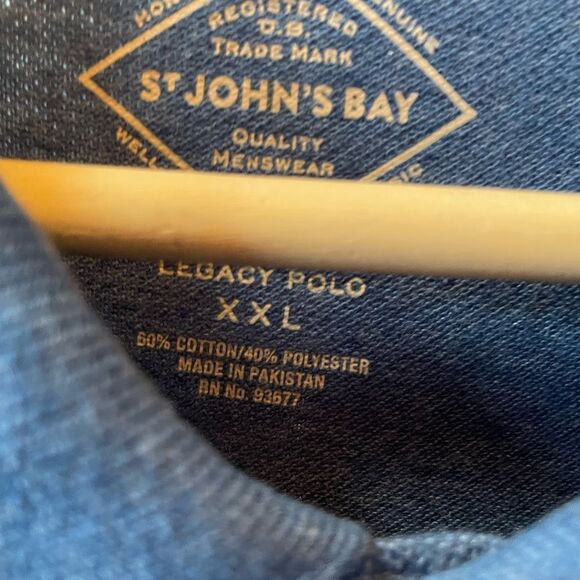 REGISTERED
U.S.
TRADE MARK
ST JOHN'S BAY
QUALITY
MENSWEAR
LEGACY POLO
XXL
60% COTTON/40% POLYESTER
MADE IN PAKISTAN
RN No. 93677